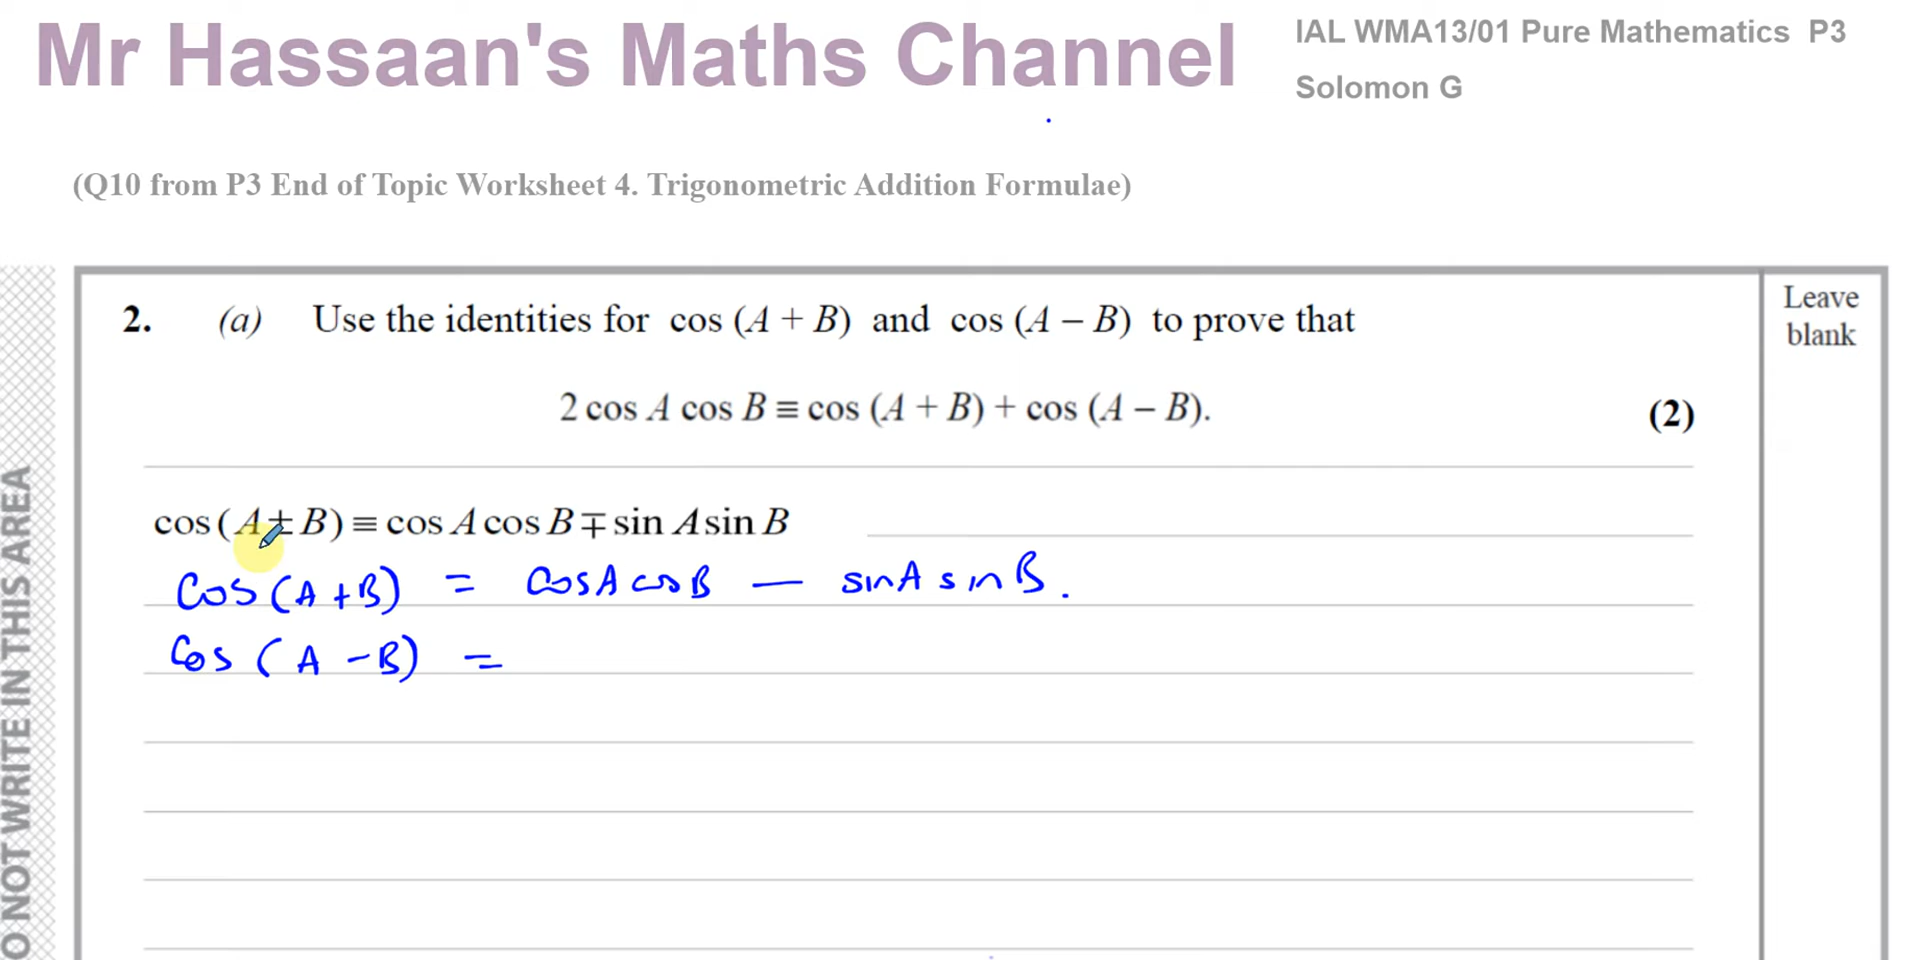 Mr Hassaan's Maths Channel
IAL WMA13/01 Pure Mathematics P3
Solomon G
(Q10 from P3 End of Topic Worksheet 4. Trigonometric Addition Formulae)
2. (a) Use the identities for cos (A + B) and cos (A − B) to prove that
2 cos A cos B ≡ cos (A + B) + cos (A − B).
(2)
Leave
blank
cos(A ± B) ≡ cos A cos B ∓ sin A sin B
Cos(A+B) = CosA cosB — sinA sinB.
Cos(A −B) =
O NOT WRITE IN THIS AREA